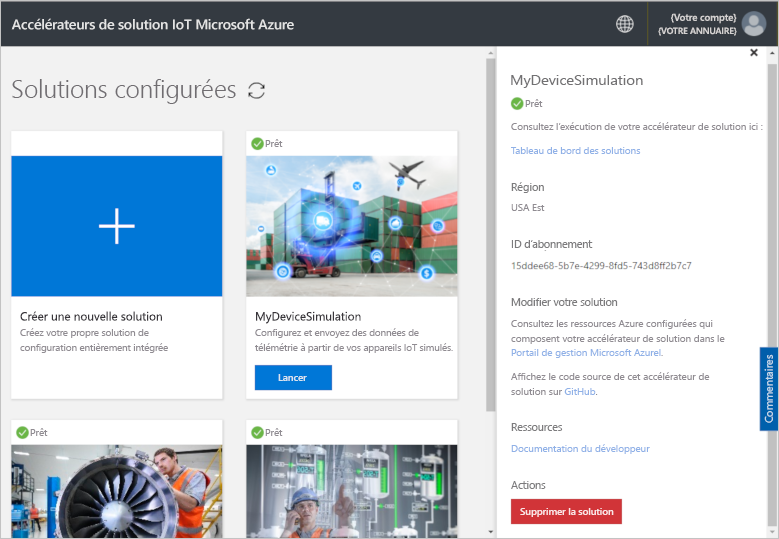 Accélérateurs de solution IoT Microsoft Azure
(Votre compte)
(VOTRE ANNUAIRE)
Solutions configurées
Créer une nouvelle solution
Créez votre propre solution de
configuration entièrement intégrée
Prêt
MyDeviceSimulation
Configurez et envoyez des données de
télémétrie à partir de vos appareils IoT simulés.
Lancer
Prêt
Prêt
MyDeviceSimulation
Prêt
Consultez l'exécution de votre accélérateur de solution ici :
Tableau de bord des solutions
Région
USA Est
ID d'abonnement
15ddee68-5b7e-4299-8fd5-743d8ff2b7c7
Modifier votre solution
Consultez les ressources Azure configurées qui
composent votre accélérateur de solution dans le
Portail de gestion Microsoft Azurel.
Affichez le code source de cet accélérateur de
solution sur GitHub.
Ressources
Documentation du développeur
Actions
Supprimer la solution
Commentaires